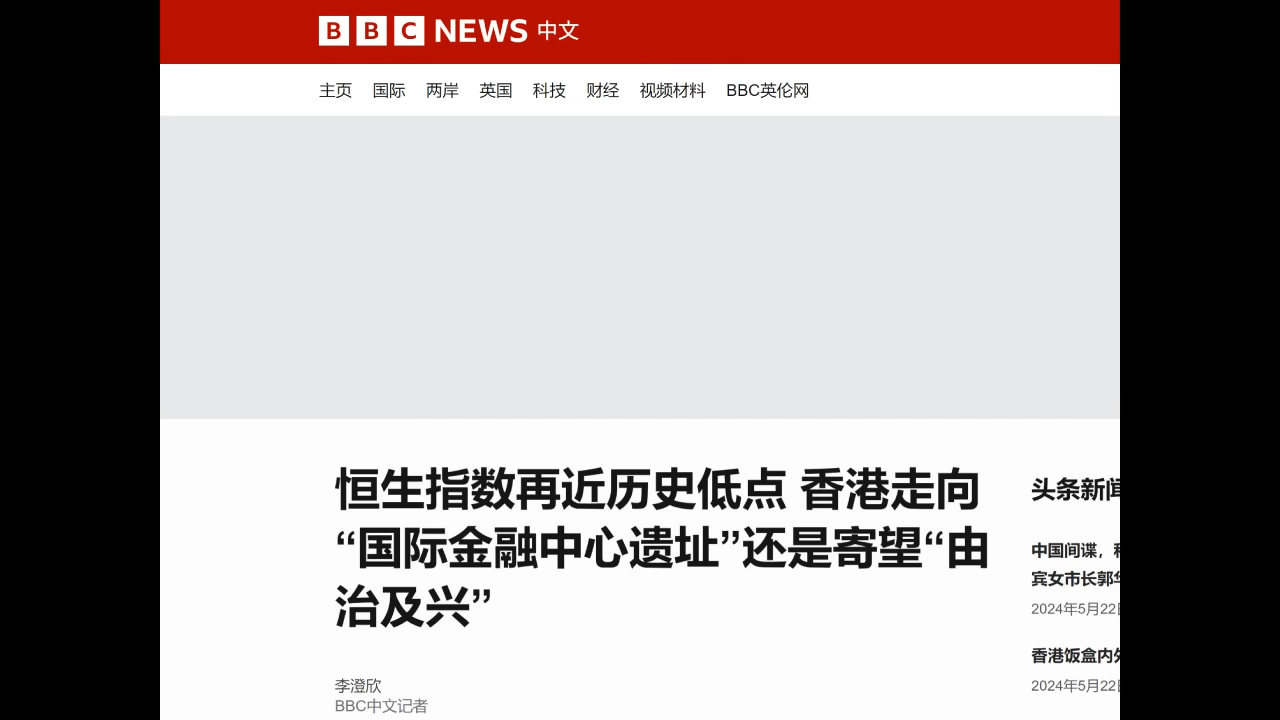 BBC NEWS 中文
主页 国际 两岸 英国 科技 财经 视频材料 BBC英伦网
恒生指数再近历史低点 香港走向
“国际金融中心遗址”还是寄望“由
治及兴”
李澄欣
BBC中文记者
头条新闻
中国间谍，
宾女市长郭华
2024年5月22日
香港饭盒内
2024年5月22日